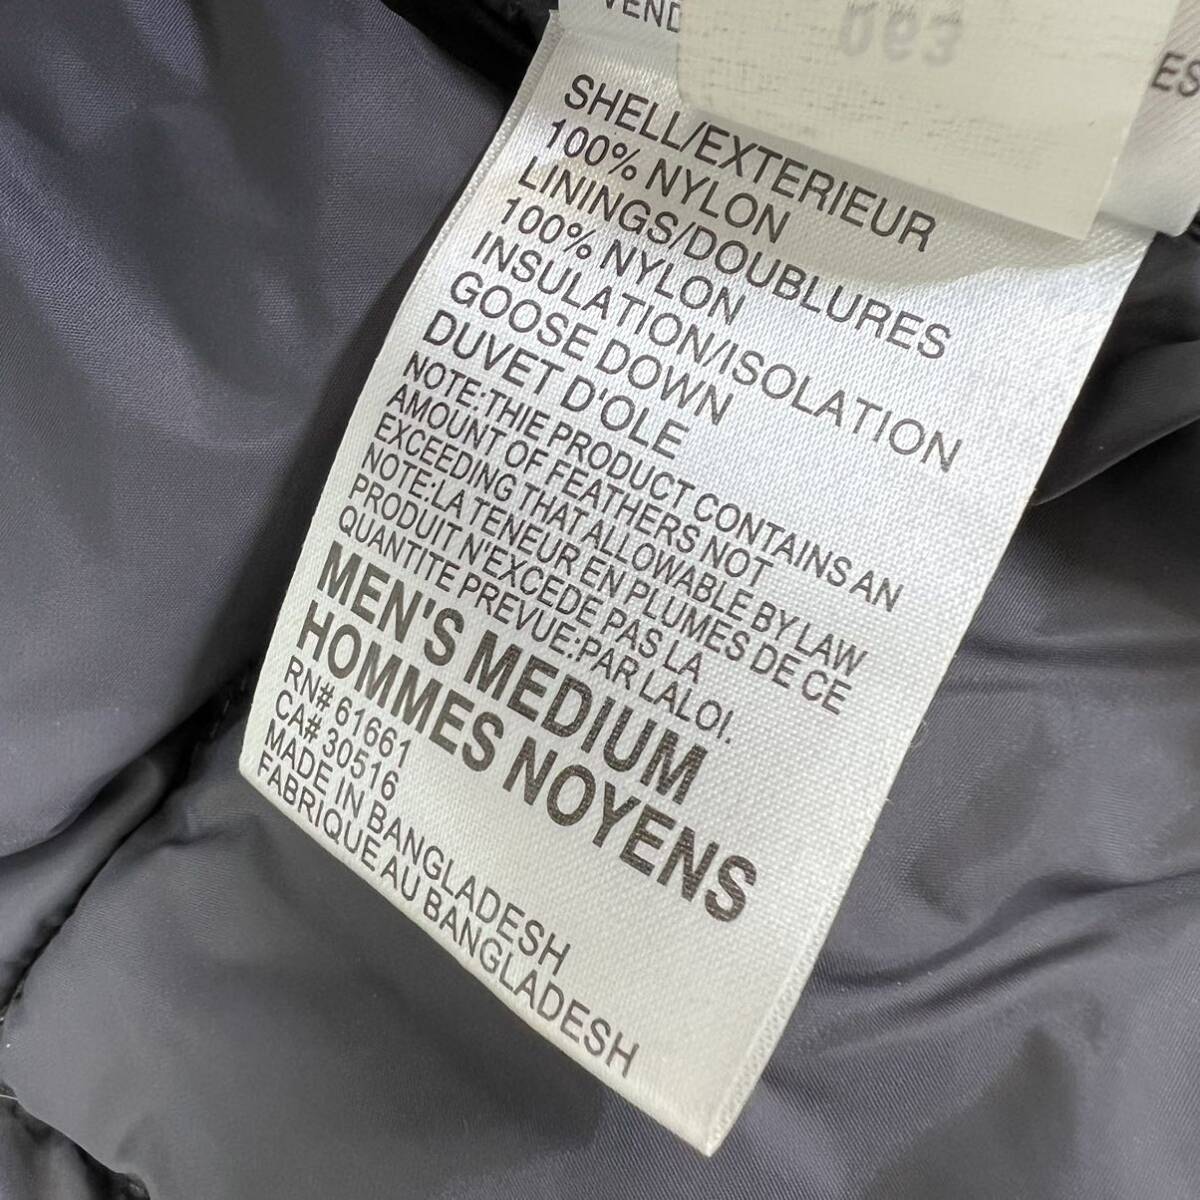 VEND
063
ES
SHELL/EXTERIEUR
100% NYLON
LININGS/DOUBLURES
100% NYLON
INSULATION/ISOLATION
GOOSE DOWN
DUVET D'OLE
NOTE:THIE PRODUCT CONTAINS AN
AMOUNT OF FEATHERS NOT
EXCEEDING THAT ALLOWABLE BY LAW
NOTE:LA TENEUR EN PLUMES DE CE
PRODUIT N'EXCEDE PAS LA
QUANTITE PREVUE:PAR LALOI.
MEN'S MEDIUM
HOMMES NOYENS
RN# 61661
CA# 30516
MADE IN BANGLADESH
FABRIQUE AU BANGLADESH